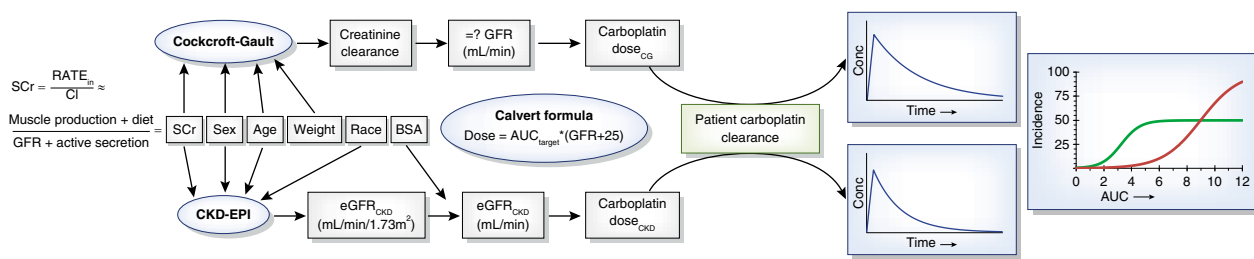 Cockcroft-Gault
Creatinine
clearance
=? GFR
(mL/min)
Carboplatin
dose_CG
Conc
Time
SCr = RATE_in / Cl ≈
Muscle production + diet / GFR + active secretion =
SCr
Sex
Age
Weight
Race
BSA
Calvert formula
Dose = AUC_target*(GFR+25)
Patient carboplatin
clearance
CKD-EPI
eGFR_CKD
(mL/min/1.73m²)
eGFR_CKD
(mL/min)
Carboplatin
dose_CKD
Conc
Time
Incidence
100
75
50
25
0 2 4 6 8 10 12
AUC